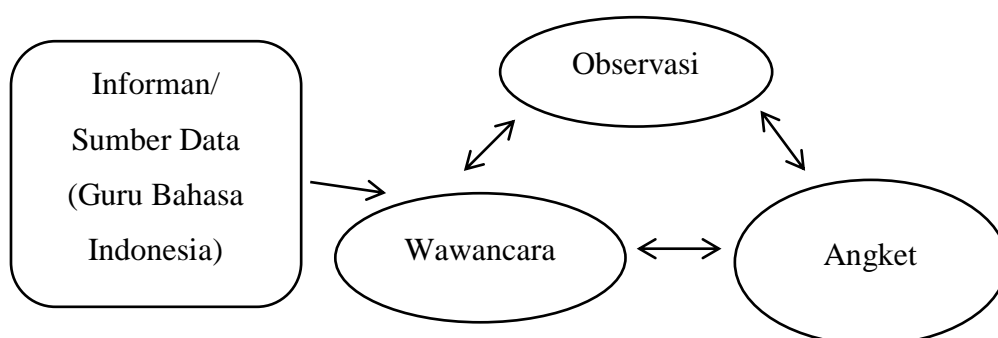 Informan/
Sumber Data
(Guru Bahasa
Indonesia)
Observasi
Wawancara
Angket